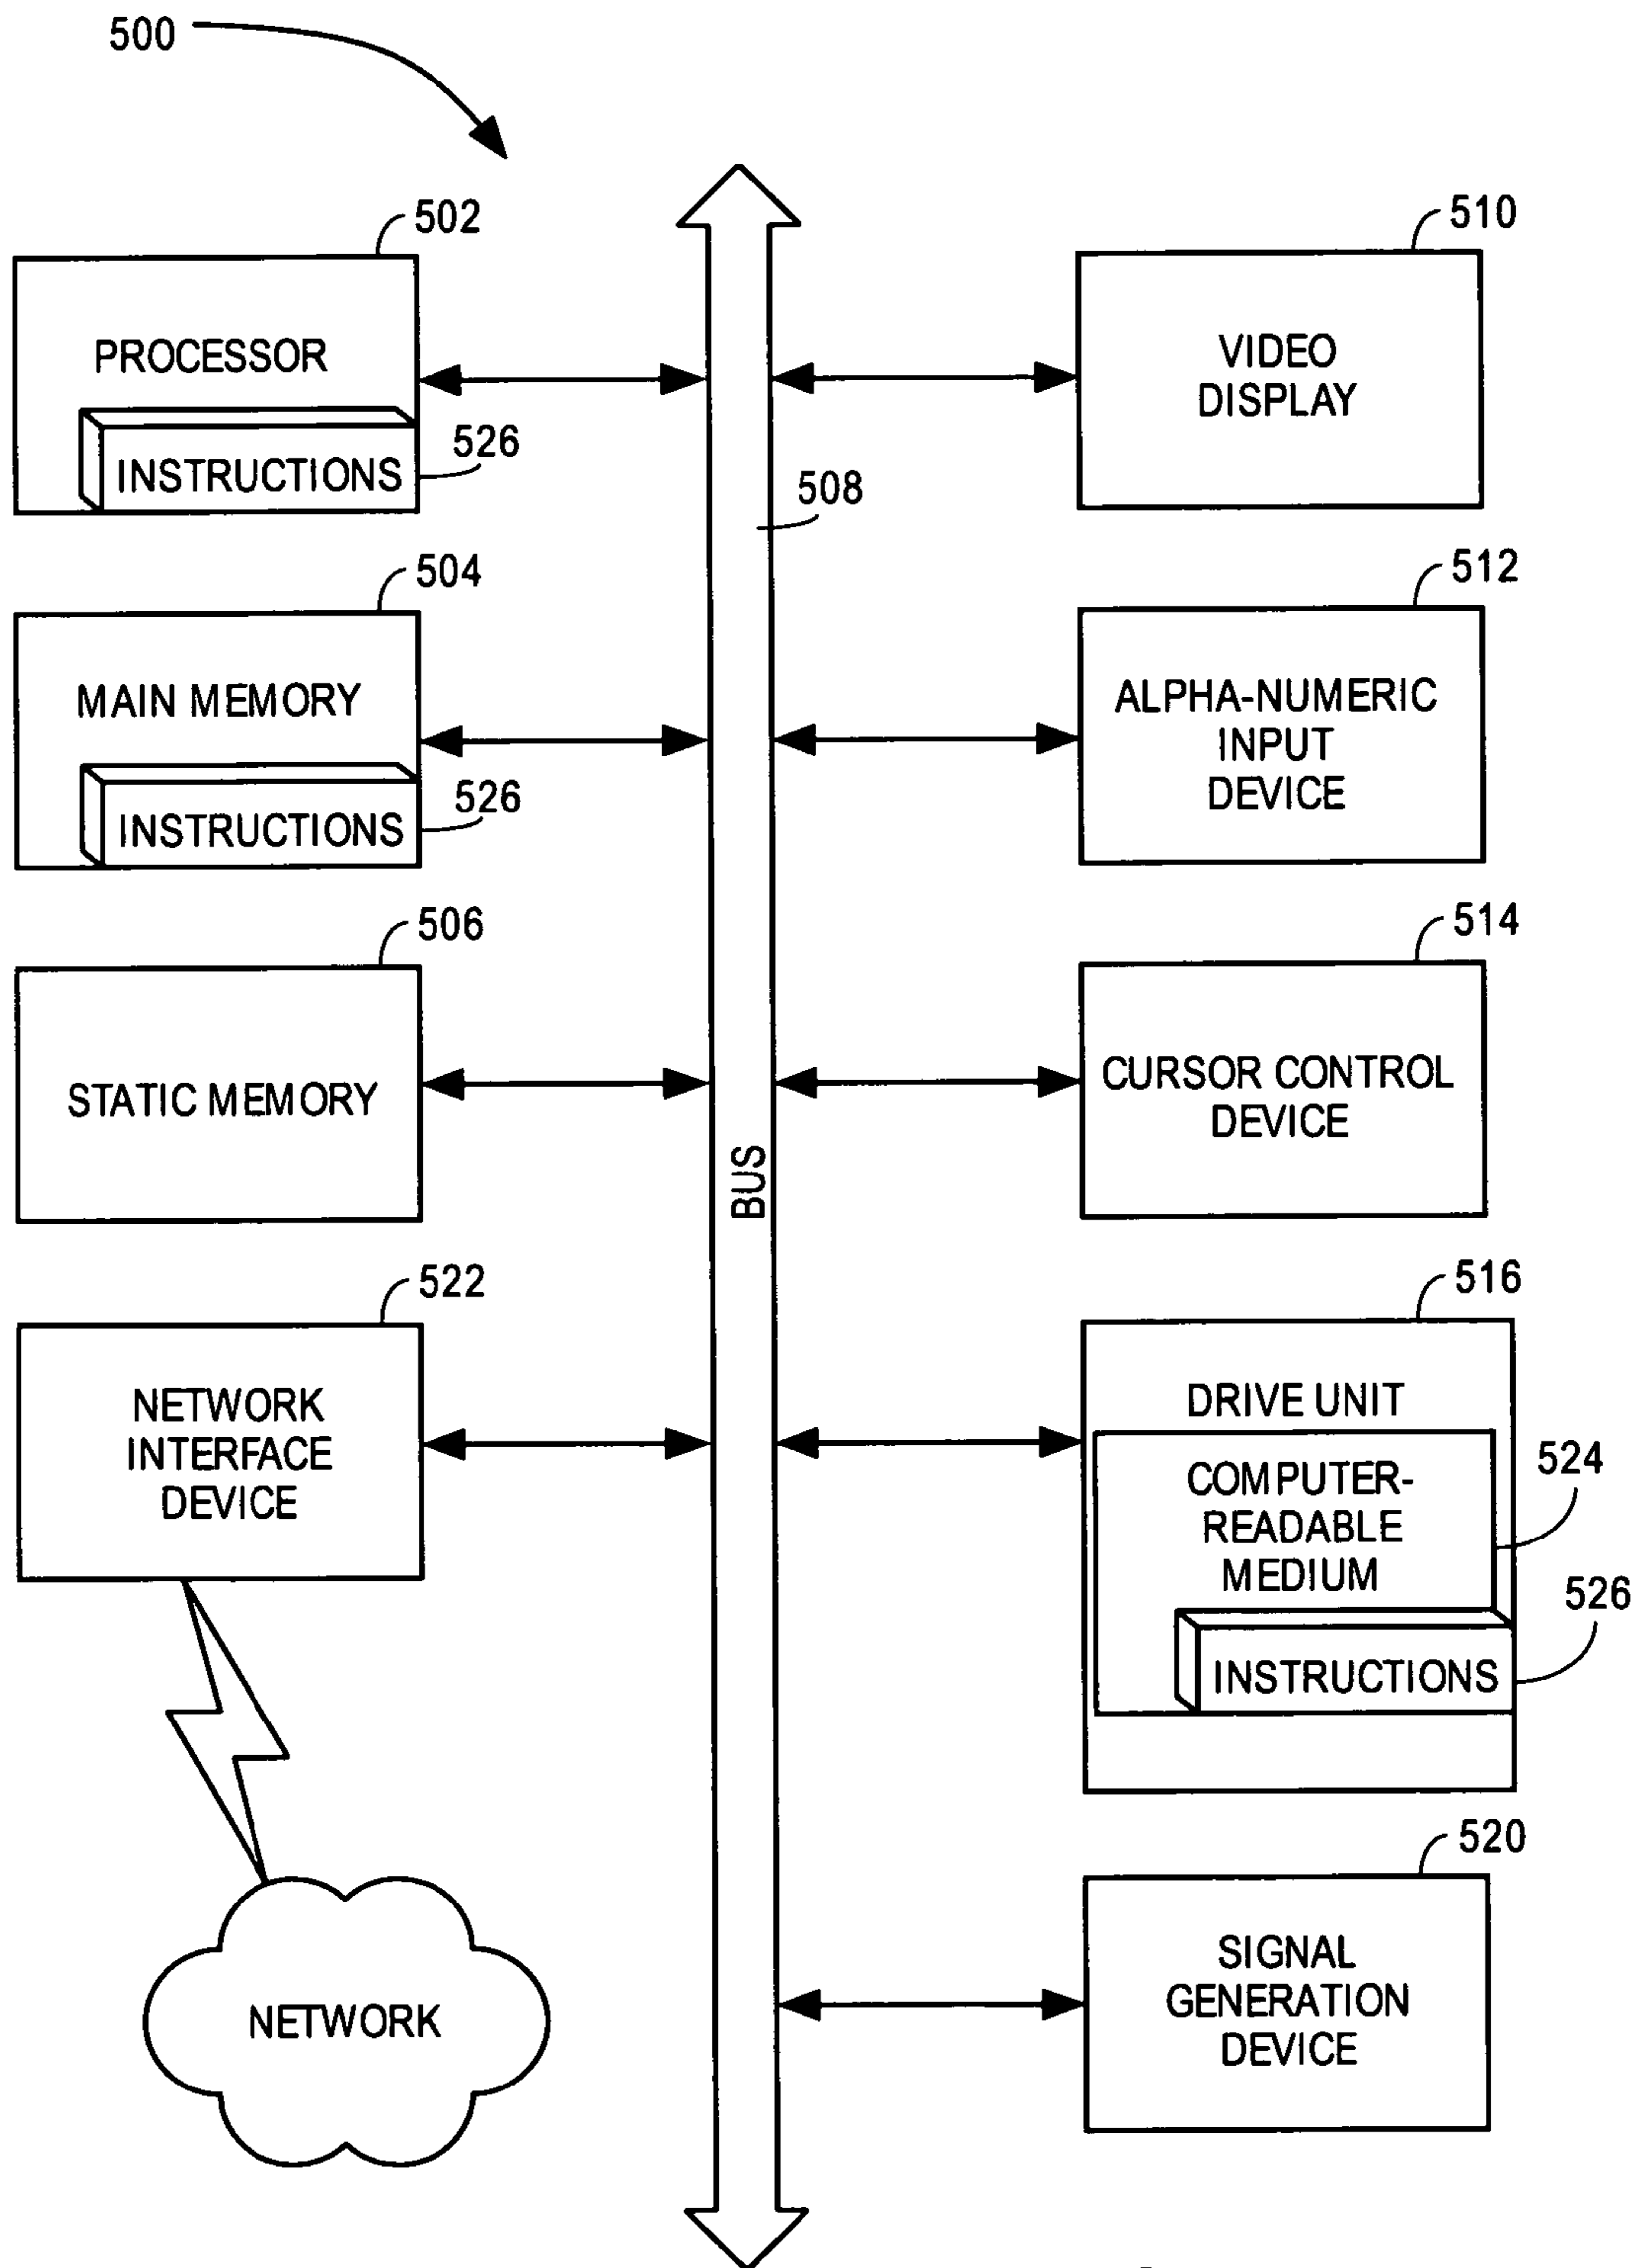 500
502
PROCESSOR
INSTRUCTIONS
526
504
MAIN MEMORY
INSTRUCTIONS
526
506
STATIC MEMORY
522
NETWORK
INTERFACE
DEVICE
NETWORK
508
BUS
510
VIDEO
DISPLAY
512
ALPHA-NUMERIC
INPUT
DEVICE
514
CURSOR CONTROL
DEVICE
516
DRIVE UNIT
COMPUTER-
READABLE
MEDIUM
524
INSTRUCTIONS
526
520
SIGNAL
GENERATION
DEVICE